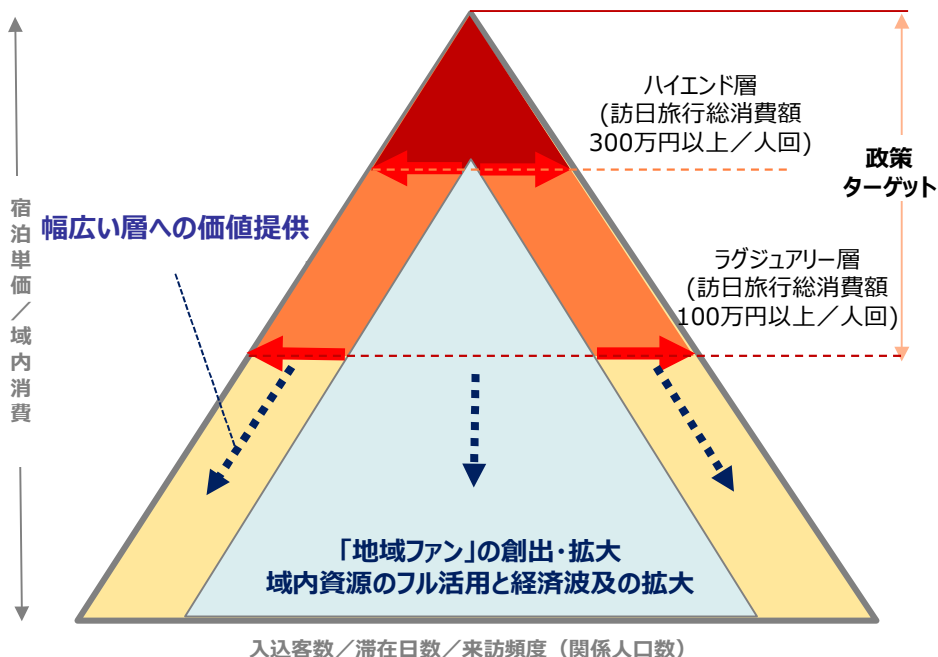 ハイエンド層
(訪日旅行総消費額
300万円以上／人回)
政策
ターゲット
宿泊単価／域内消費
幅広い層への価値提供
ラグジュアリー層
(訪日旅行総消費額
100万円以上／人回)
「地域ファン」の創出・拡大
域内資源のフル活用と経済波及の拡大
入込客数／滞在日数／来訪頻度（関係人口数）